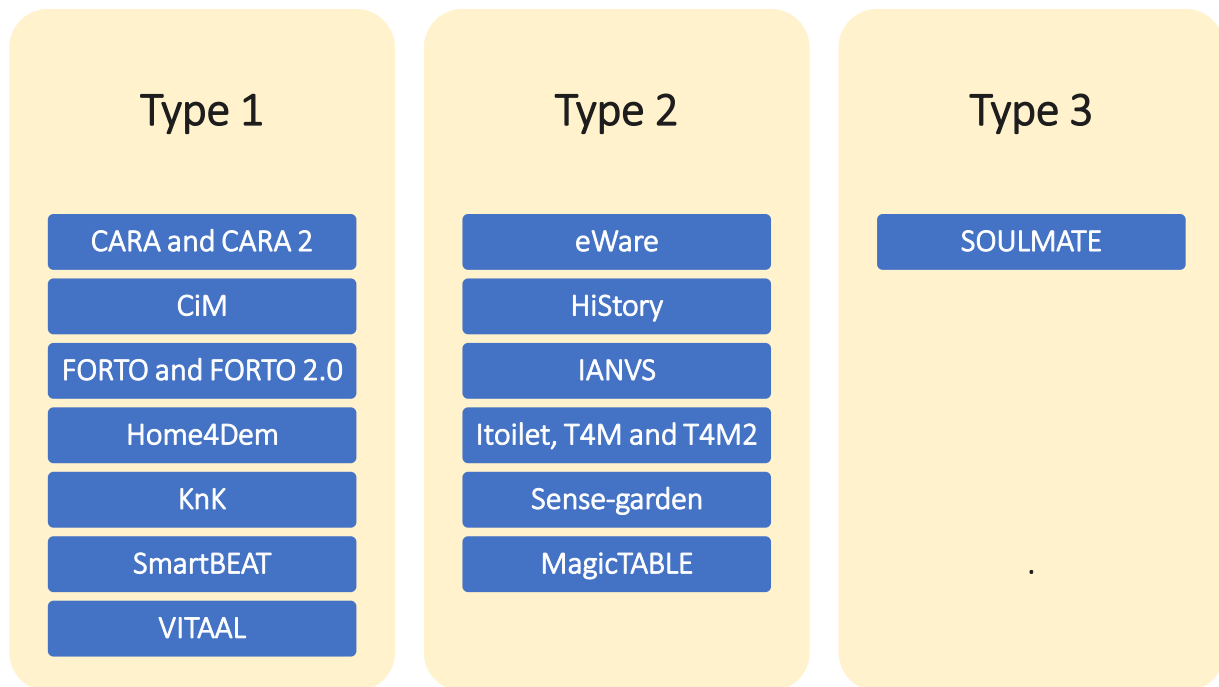 Type 1
CARA and CARA 2
CiM
FORTO and FORTO 2.0
Home4Dem
KnK
SmartBEAT
VITAAL
Type 2
eWare
HiStory
IANVS
Itoilet, T4M and T4M2
Sense-garden
MagicTABLE
Type 3
SOULMATE
.